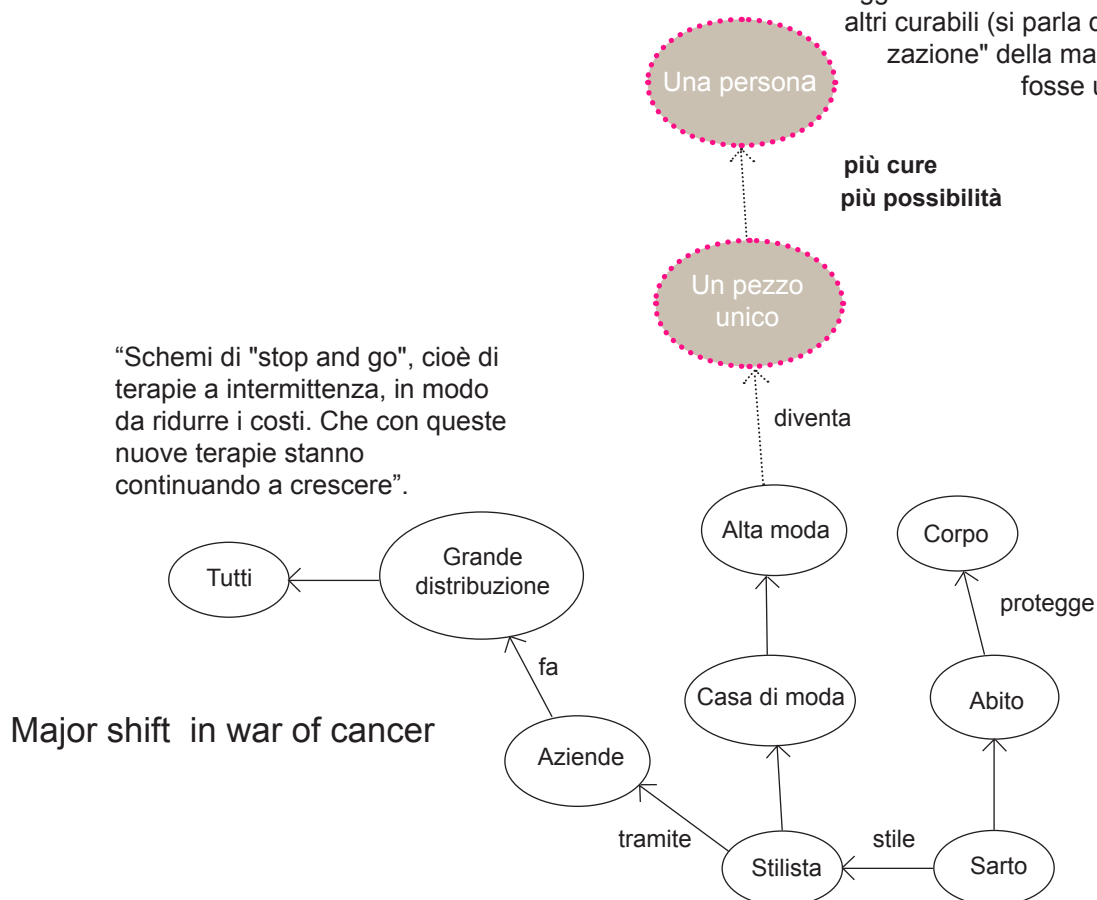 altri curabili (si parla
zazione" della
fosse
Una persona
più cure
più possibilità
Un pezzo
unico
“Schemi di "stop and go", cioè di
terapie a intermittenza, in modo
da ridurre i costi. Che con queste
nuove terapie stanno
continuando a crescere”.
diventa
Alta moda
Corpo
Grande
distribuzione
Tutti
protegge
fa
Casa di moda
Abito
Major shift in war of cancer
Aziende
tramite
stile
Stilista
Sarto